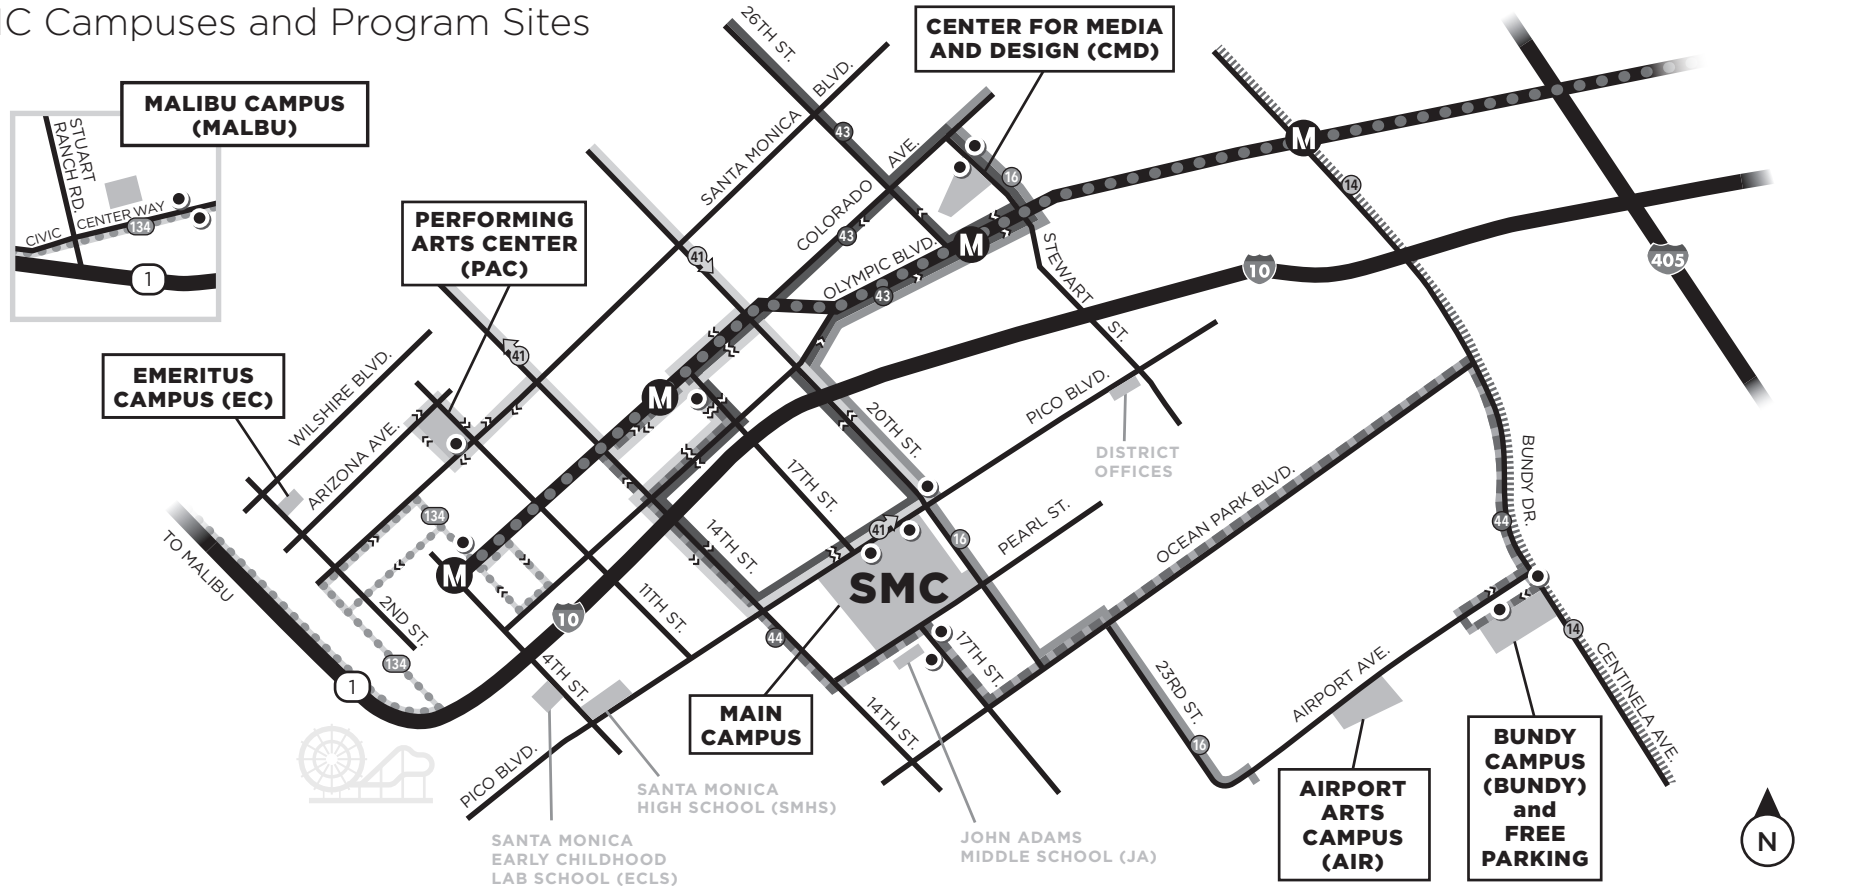 IC Campuses and Program Sites
MALIBU CAMPUS
(MALBU)
STUART
RANCH RD.
CIVIC CENTER WAY
134
1
PERFORMING
ARTS CENTER
(PAC)
EMERITUS
CAMPUS (EC)
CENTER FOR MEDIA
AND DESIGN (CMD)
26TH ST.
SANTA MONICA BLVD.
43
COLORADO AVE.
43
16
M
14
OLYMPIC BLVD.
M
43
STEWART ST.
10
405
41
41
WILSHIRE BLVD.
ARIZONA AVE.
M
20TH ST.
PICO BLVD.
DISTRICT
OFFICES
17TH ST.
134
M
TO MALIBU
2ND ST.
134
1
10
14TH ST.
11TH ST.
4TH ST.
41
16
SMC
PEARL ST.
OCEAN PARK BLVD.
BUNDY DR.
44
44
17TH ST.
14TH ST.
23RD ST.
16
AIRPORT AVE.
14
CENTINELA AVE.
PICO BLVD.
MAIN
CAMPUS
SANTA MONICA
HIGH SCHOOL (SMHS)
SANTA MONICA
EARLY CHILDHOOD
LAB SCHOOL (ECLS)
JOHN ADAMS
MIDDLE SCHOOL (JA)
AIRPORT
ARTS
CAMPUS
(AIR)
BUNDY
CAMPUS
(BUNDY)
and
FREE
PARKING
N